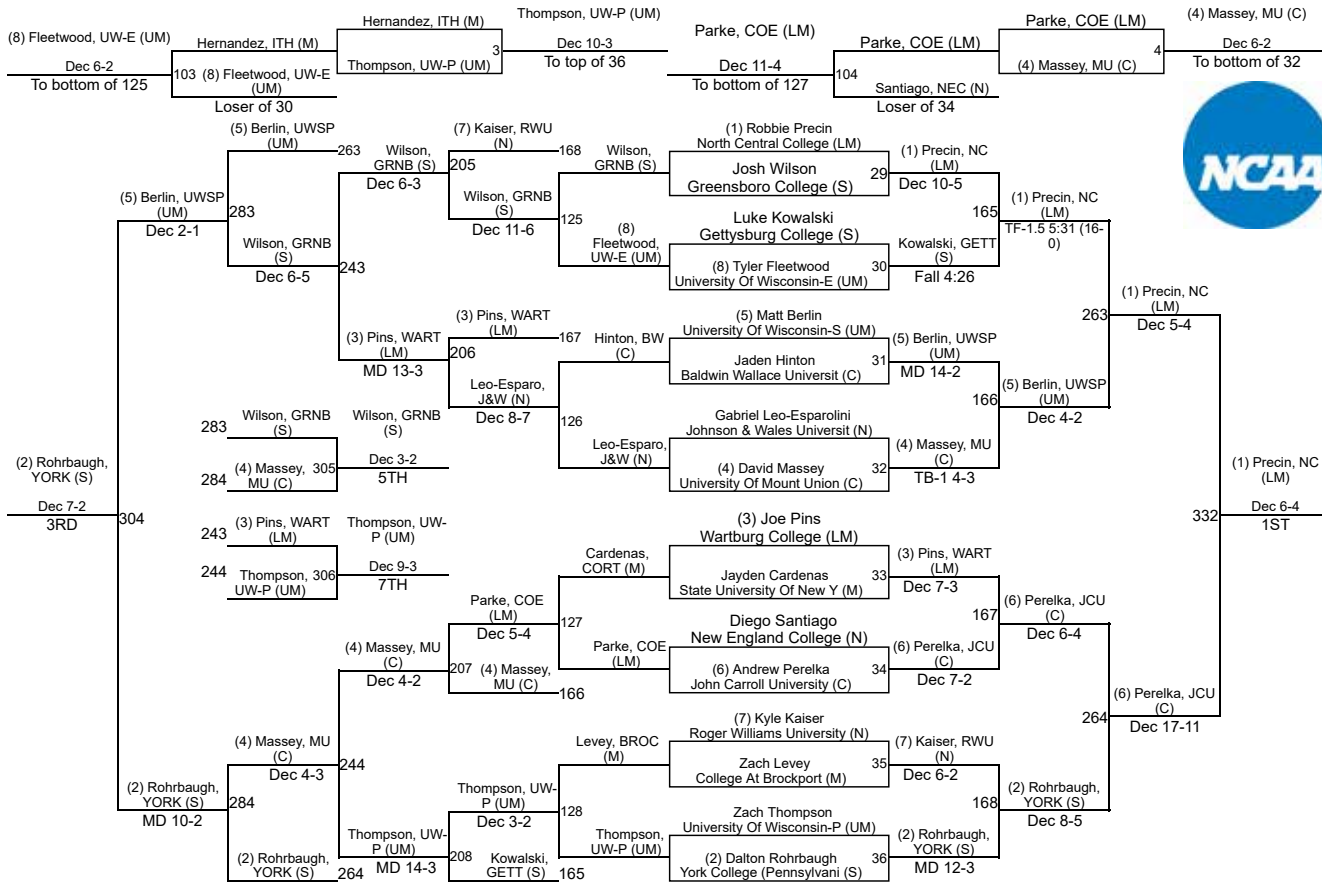 (8) Fleetwood, UW-E (UM)
Dec 6-2
To bottom of 125
Hernandez, ITH (M)
103
(8) Fleetwood, UW-E
(UM)
Loser of 30
Hernandez, ITH (M)
3
Thompson, UW-P (UM)
Thompson, UW-P (UM)
Dec 10-3
To top of 36
Parke, COE (LM)
Dec 11-4
To bottom of 127
Parke, COE (LM)
104
Santiago, NEC (N)
Loser of 34
Parke, COE (LM)
4
(4) Massey, MU (C)
(4) Massey, MU (C)
Dec 6-2
To bottom of 32
NCAA
(5) Berlin, UWSP
(UM)
263
(5) Berlin, UWSP
(UM)
Dec 2-1
283
Wilson, GRNB
(S)
Dec 6-5
243
Wilson,
GRNB (S)
Dec 6-3
205
(7) Kaiser, RWU
(N)
168
Wilson, GRNB
(S)
Dec 11-6
125
Wilson,
GRNB (S)
(8)
Fleetwood,
UW-E (UM)
(1) Robbie Precin
North Central College (LM)
Josh Wilson
Greensboro College (S)
29
(1) Precin, NC
(LM)
Dec 10-5
Luke Kowalski
Gettysburg College (S)
(8) Tyler Fleetwood
University Of Wisconsin-E (UM)
30
Kowalski, GETT
(S)
Fall 4:26
165
(1) Precin, NC
(LM)
TF-1.5 5:31 (16-
0)
(3) Pins, WART
(LM)
MD 13-3
206
(3) Pins, WART
(LM)
167
Leo-Esparo,
J&W (N)
Dec 8-7
126
Hinton, BW
(C)
Leo-Esparo,
J&W (N)
(5) Matt Berlin
University Of Wisconsin-S (UM)
Jaden Hinton
Baldwin Wallace Universit (C)
31
(5) Berlin, UWSP
(UM)
MD 14-2
Gabriel Leo-Esparolini
Johnson & Wales Universit (N)
(4) David Massey
University Of Mount Union (C)
32
(4) Massey, MU
(C)
TB-1 4-3
166
(5) Berlin, UWSP
(UM)
Dec 4-2
263
(1) Precin, NC
(LM)
Dec 5-4
283
Wilson, GRNB
(S)
284
(4) Massey,
MU (C)
305
Wilson, GRNB
(S)
Dec 3-2
5TH
(2) Rohrbaugh,
YORK (S)
Dec 7-2
3RD
304
243
(3) Pins, WART
(LM)
244
Thompson,
UW-P (UM)
306
Thompson, UW-
P (UM)
Dec 9-3
7TH
332
(1) Precin, NC
(LM)
Dec 6-4
1ST
Parke, COE
(LM)
Dec 5-4
127
Cardenas,
CORT (M)
Parke, COE
(LM)
(3) Joe Pins
Wartburg College (LM)
Jayden Cardenas
State University Of New Y (M)
33
(3) Pins, WART
(LM)
Dec 7-3
Diego Santiago
New England College (N)
(6) Andrew Perelka
John Carroll University (C)
34
(6) Perelka, JCU
(C)
Dec 7-2
167
(6) Perelka, JCU
(C)
Dec 6-4
(4) Massey, MU
(C)
Dec 4-2
207
(4) Massey,
MU (C)
166
264
(6) Perelka, JCU
(C)
Dec 17-11
(4) Massey, MU
(C)
Dec 4-3
244
(2) Rohrbaugh,
YORK (S)
MD 10-2
284
(2) Rohrbaugh,
YORK (S)
264
Thompson, UW-
P (UM)
MD 14-3
208
Thompson, UW-
P (UM)
Dec 3-2
128
Kowalski,
GETT (S)
165
Levey, BROC
(M)
Thompson,
UW-P (UM)
(7) Kyle Kaiser
Roger Williams University (N)
Zach Levey
College At Brockport (M)
35
(7) Kaiser, RWU
(N)
Dec 6-2
Zach Thompson
University Of Wisconsin-P (UM)
(2) Dalton Rohrbaugh
York College (Pennsylvani (S)
36
(2) Rohrbaugh,
YORK (S)
MD 12-3
168
(2) Rohrbaugh,
YORK (S)
Dec 8-5